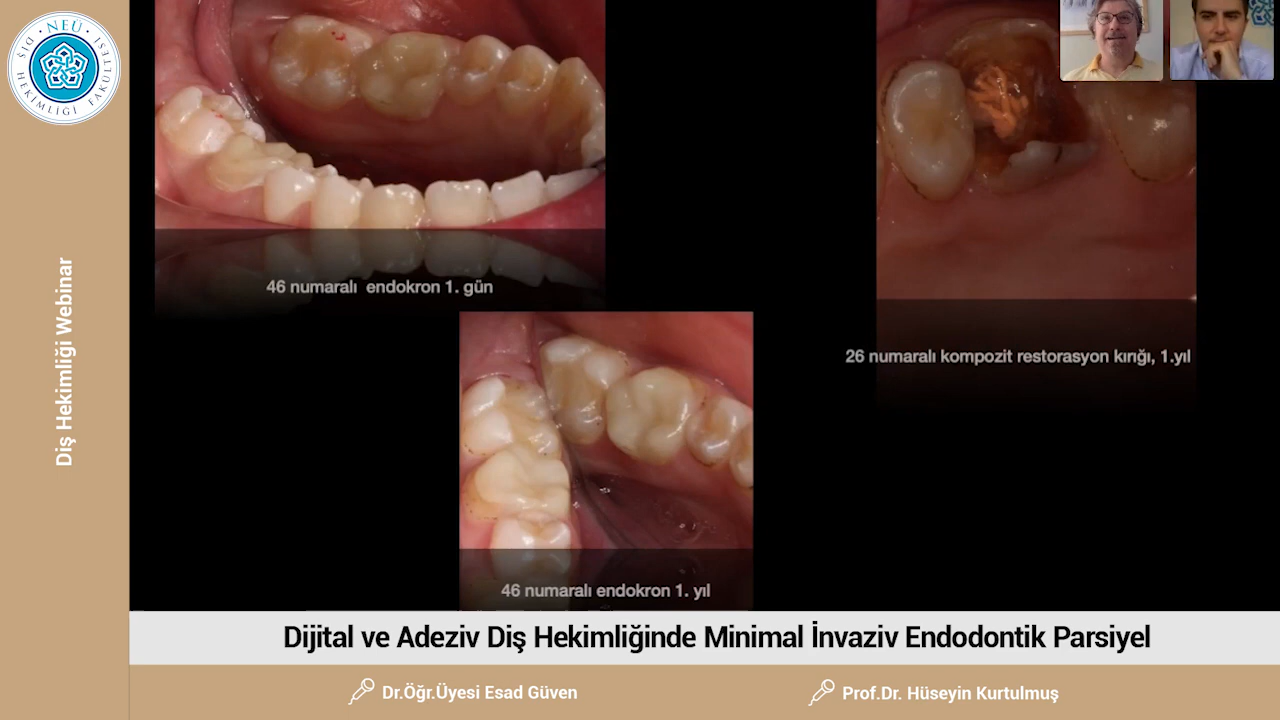 · NEÜ ·
DİŞ HEKİMLİĞİ FAKÜLTESİ
Diş Hekimliği Webinar
46 numaralı endokron 1. gün
26 numaralı kompozit restorasyon kırığı, 1.yıl
46 numaralı endokron 1. yıl
Dijital ve Adeziv Diş Hekimliğinde Minimal İnvaziv Endodontik Parsiyel
Dr.Öğr.Üyesi Esad Güven
Prof.Dr. Hüseyin Kurtulmuş